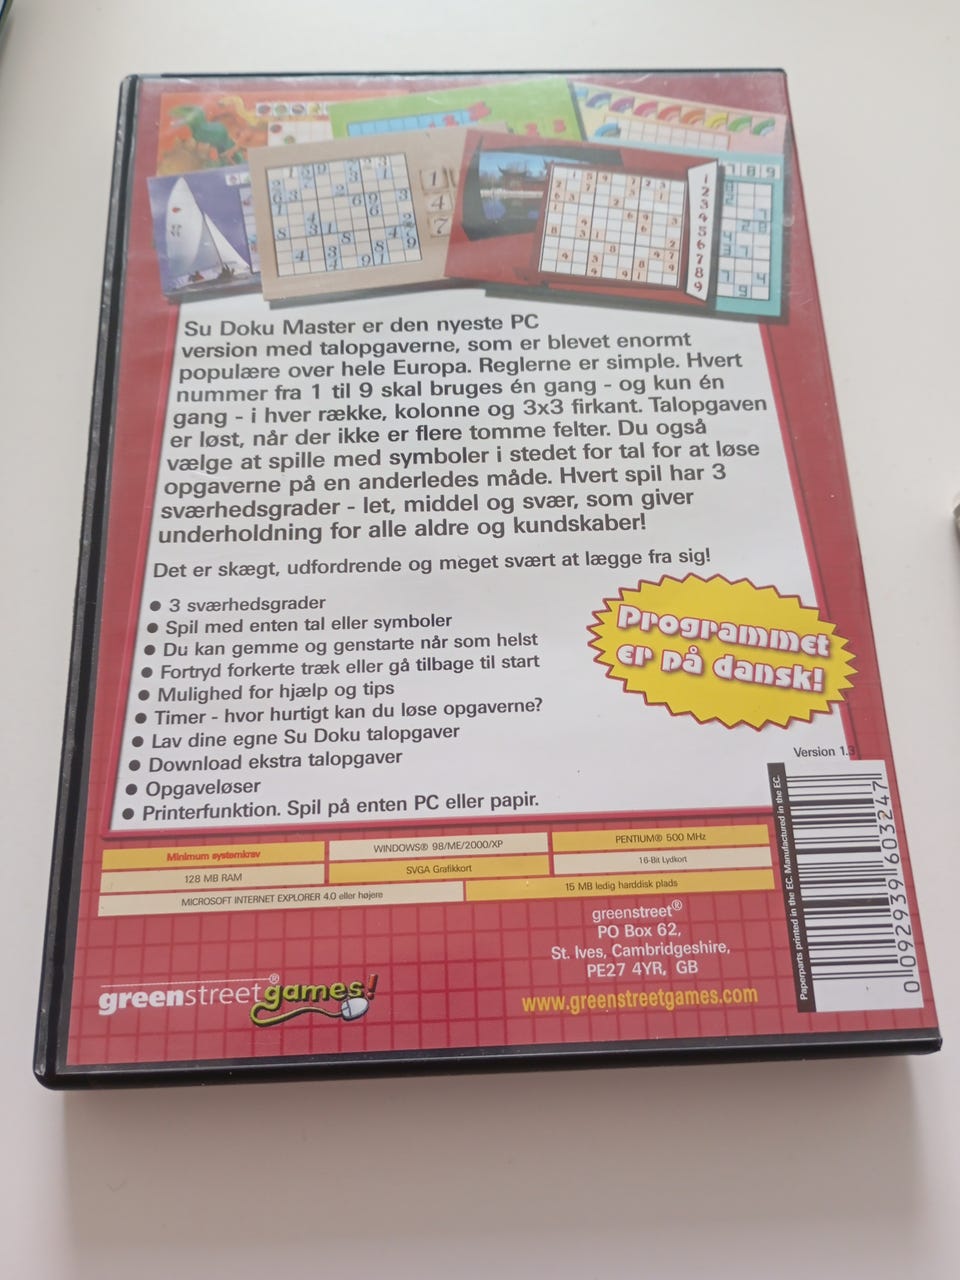 Su Doku Master er den nyeste PC
version med talopgaverne, som er blevet enormt
populære over hele Europa. Reglerne er simple. Hvert
nummer fra 1 til 9 skal bruges én gang - og kun én
gang - i hver række, kolonne og 3x3 firkant. Talopgaven
er løst, når der ikke er flere tomme felter. Du også
vælge at spille med symboler i stedet for tal for at løse
opgaverne på en anderledes måde. Hvert spil har 3
sværhedsgrader - let, middel og svær, som giver
underholdning for alle aldre og kundskaber!
Det er skægt, udfordrende og meget svært at lægge fra sig!
● 3 sværhedsgrader
● Spil med enten tal eller symboler
● Du kan gemme og genstarte når som helst
● Fortryd forkerte træk eller gå tilbage til start
● Mulighed for hjælp og tips
● Timer - hvor hurtigt kan du løse opgaverne?
● Lav dine egne Su Doku talopgaver
● Download ekstra talopgaver
● Opgaveløser
● Printerfunktion. Spil på enten PC eller papir.
Programmet
er på dansk!
Version 1.3
Minimum systemkrav
WINDOWS® 98/ME/2000/XP
PENTIUM® 500 MHz
128 MB RAM
SVGA Grafikkort
16-Bit Lydkort
MICROSOFT INTERNET EXPLORER 4.0 eller højere
15 MB ledig harddisk plads
greenstreet®
PO Box 62,
St. Ives, Cambridgeshire,
PE27 4YR, GB
www.greenstreetgames.com
greenstreet® games!
Paperparts printed in the EC. Manufactured in the EC.
0 092939 603247